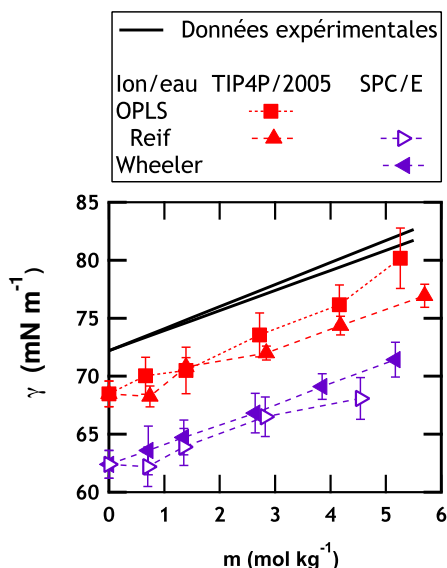 Données expérimentales
Ion/eau TIP4P/2005 SPC/E
OPLS
Reif
Wheeler
85
80
75
70
65
60
γ (mN m⁻¹)
0 1 2 3 4 5 6
m (mol kg⁻¹)